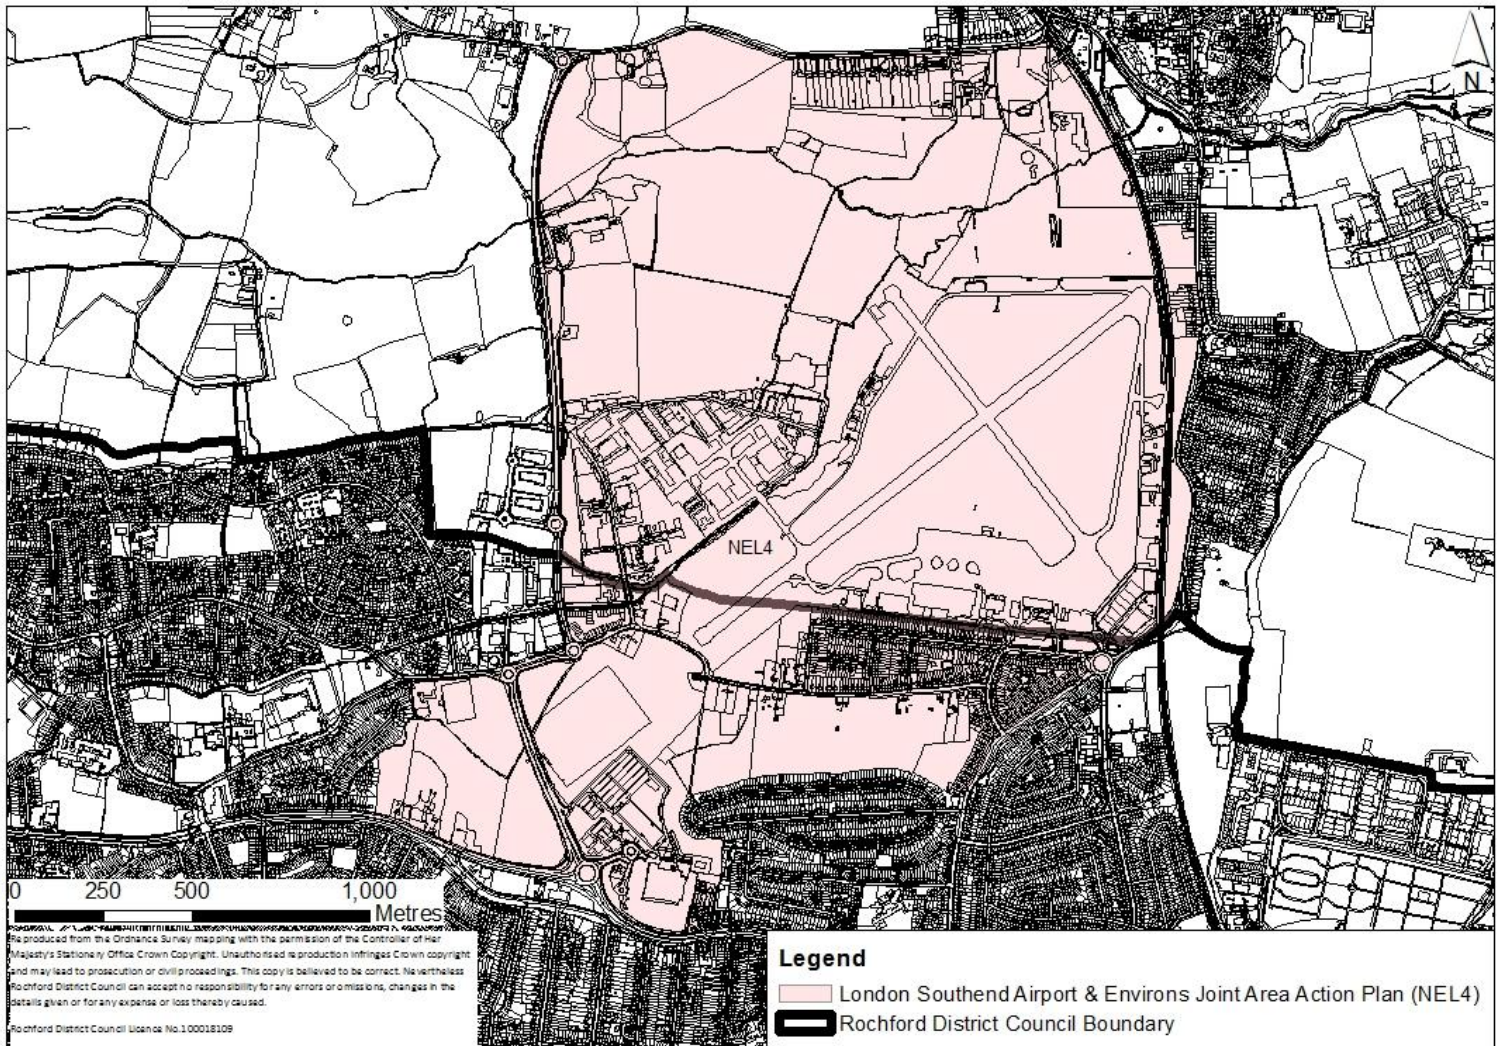 N
NEL4
0 250 500 1,000
Metres
Reproduced from the Ordnance Survey mapping with the permission of the Controller of Her
Majesty's Stationery Office Crown Copyright. Unauthorised reproduction infringes Crown copyright
and may lead to prosecution or civil proceedings. This copy is believed to be correct. Nevertheless
Rochford District Council can accept no responsibility for any errors or omissions, changes in the
details given or for any expense or loss thereby caused.
Rochford District Council Licence No.100018109
Legend
London Southend Airport & Environs Joint Area Action Plan (NEL4)
Rochford District Council Boundary